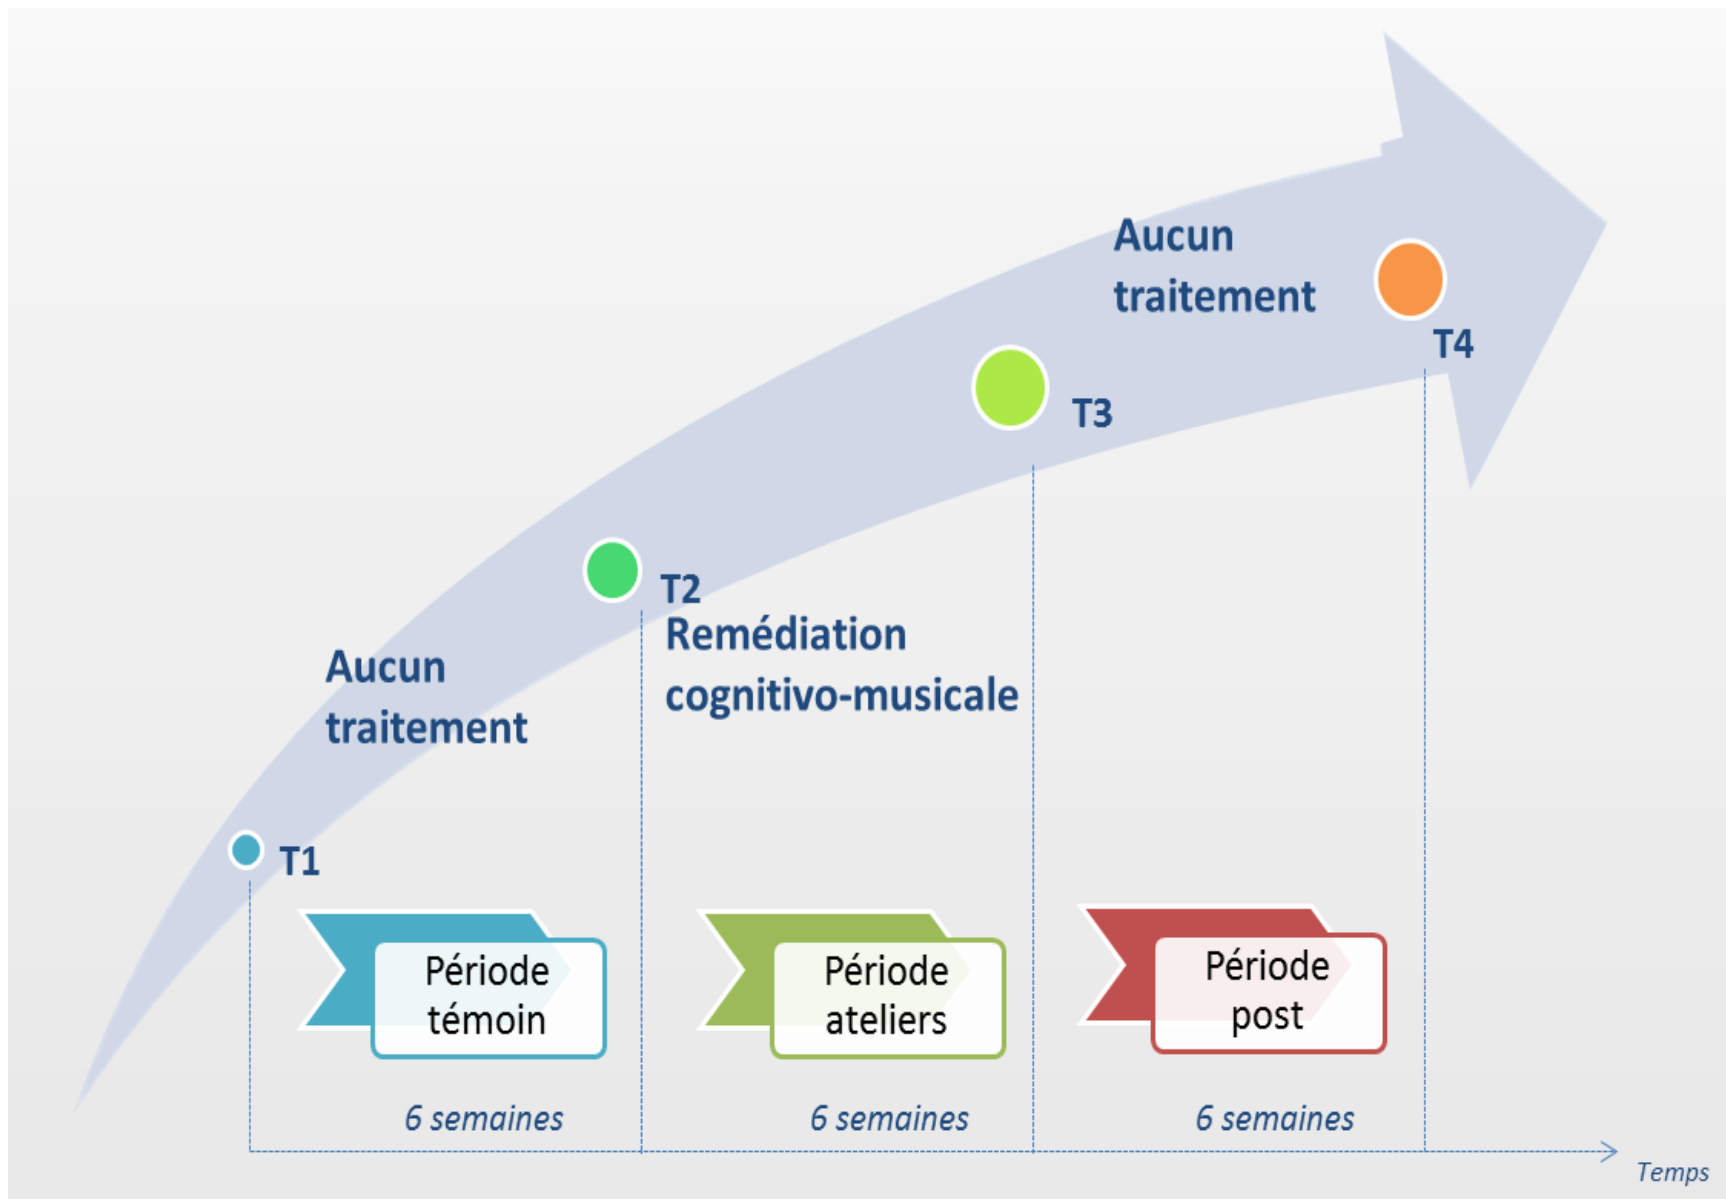 Aucun
traitement
T4
T3
T2
Remédiation
cognitivo-musicale
Aucun
traitement
T1
Période
témoin
Période
ateliers
Période
post
6 semaines
6 semaines
6 semaines
Temps